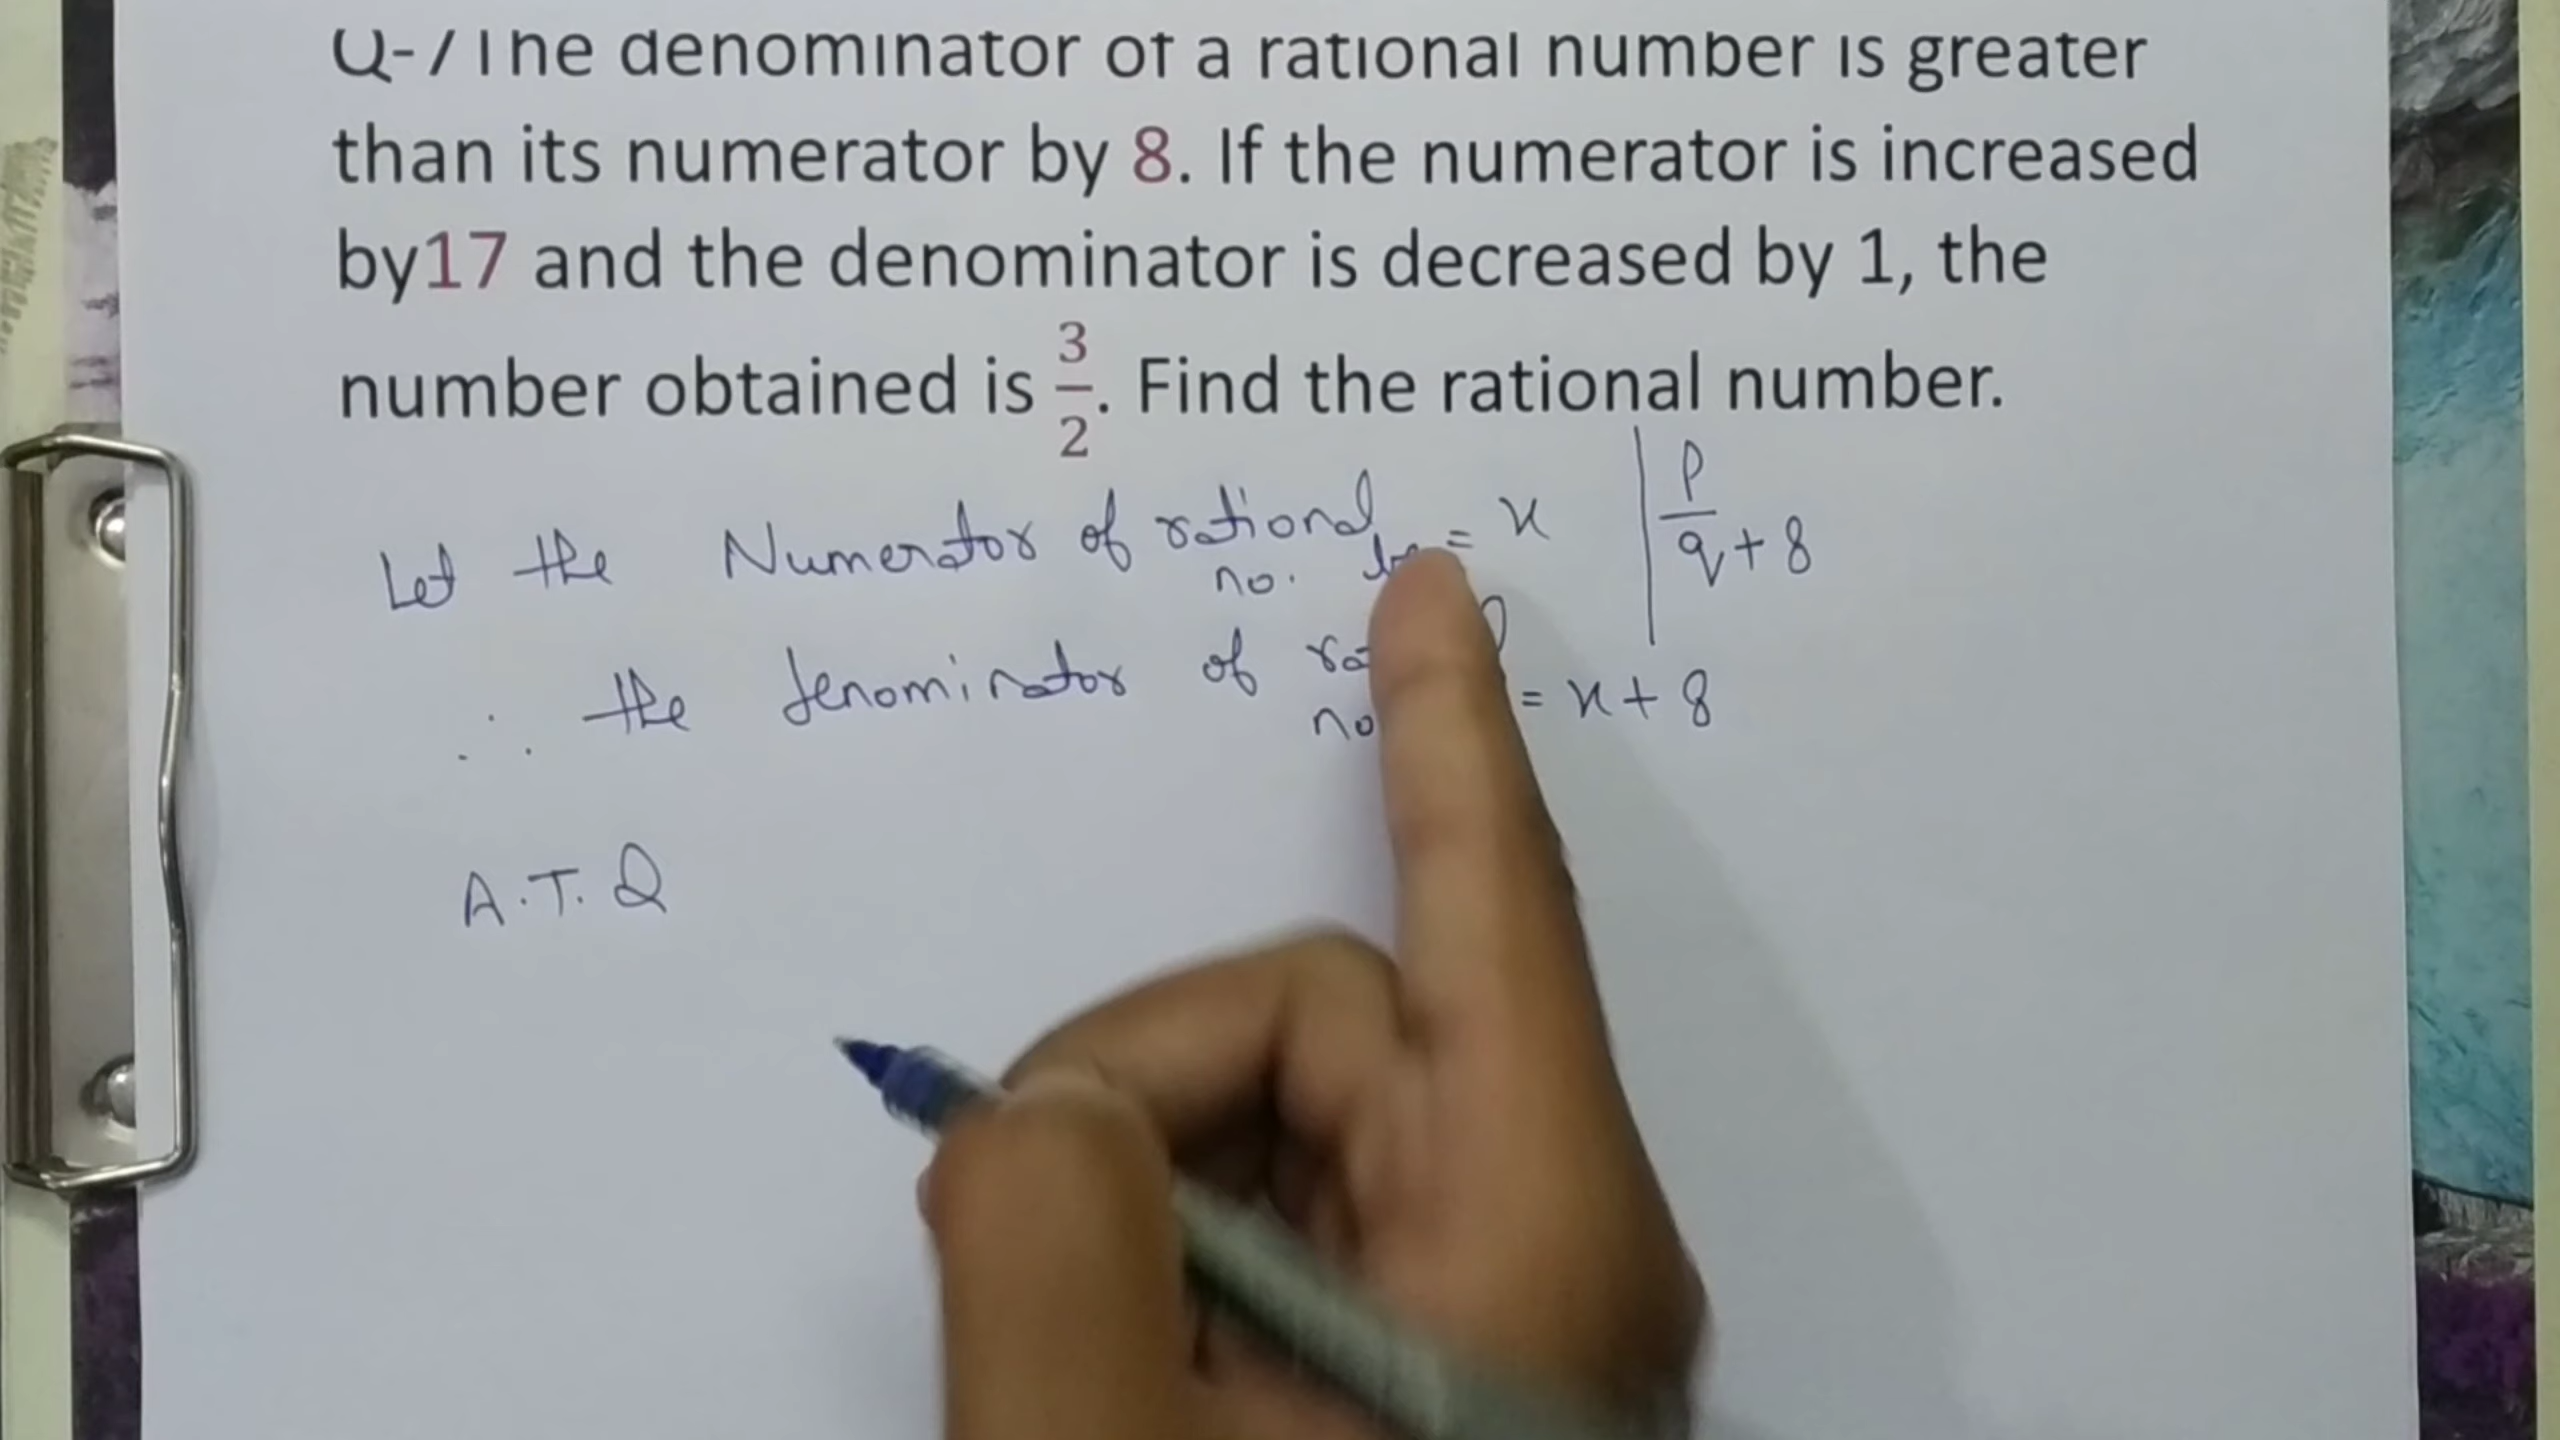 Q-7 The denominator of a rational number is greater
than its numerator by 8. If the numerator is increased
by17 and the denominator is decreased by 1, the
number obtained is 3/2. Find the rational number.
Let the Numerator of rational no. = x
p/q+8
∴ the denominator of no = x + 8
A.T.Q